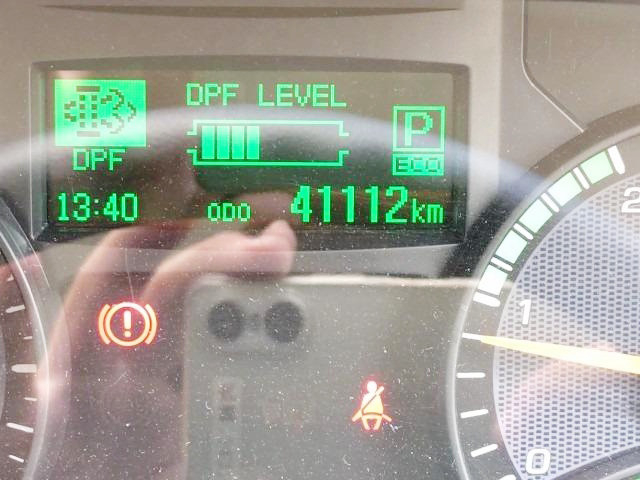 DPF LEVEL
P
DPF
ECO
13:40 ODO 41112km
2
1
0